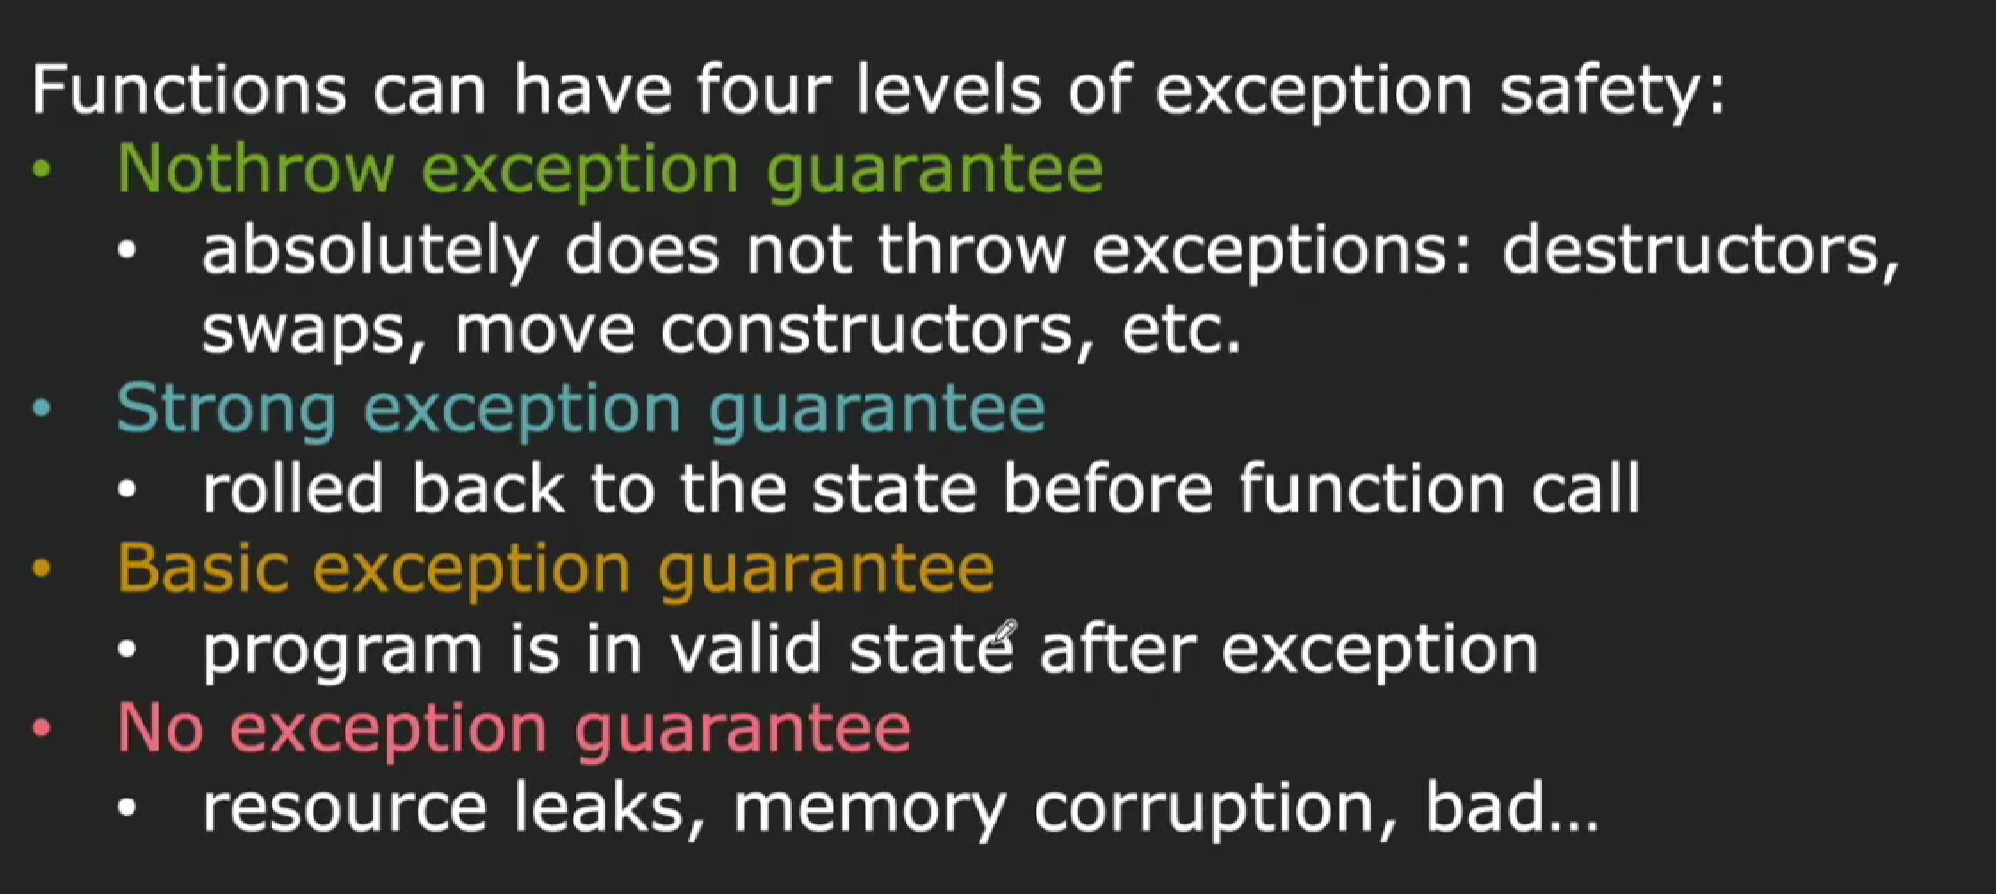 Functions can have four levels of exception safety:
• Nothrow exception guarantee
• absolutely does not throw exceptions: destructors,
swaps, move constructors, etc.
• Strong exception guarantee
• rolled back to the state before function call
• Basic exception guarantee
• program is in valid state after exception
• No exception guarantee
• resource leaks, memory corruption, bad...